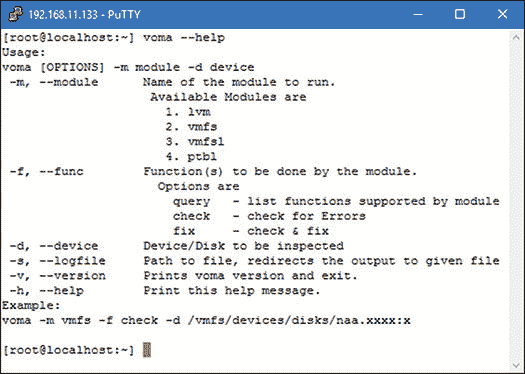 192.168.11.133 - PuTTY
[root@localhost:~] voma --help
Usage:
voma [OPTIONS] -m module -d device
-m, --module Name of the module to run.
Available Modules are
1. lvm
2. vmfs
3. vmfsl
4. ptbl
-f, --func Function(s) to be done by the module.
Options are
query - list functions supported by module
check - check for Errors
fix - check & fix
-d, --device Device/Disk to be inspected
-s, --logfile Path to file, redirects the output to given file
-v, --version Prints voma version and exit.
-h, --help Print this help message.
Example:
voma -m vmfs -f check -d /vmfs/devices/disks/naa.xxxx:x
[root@localhost:~]